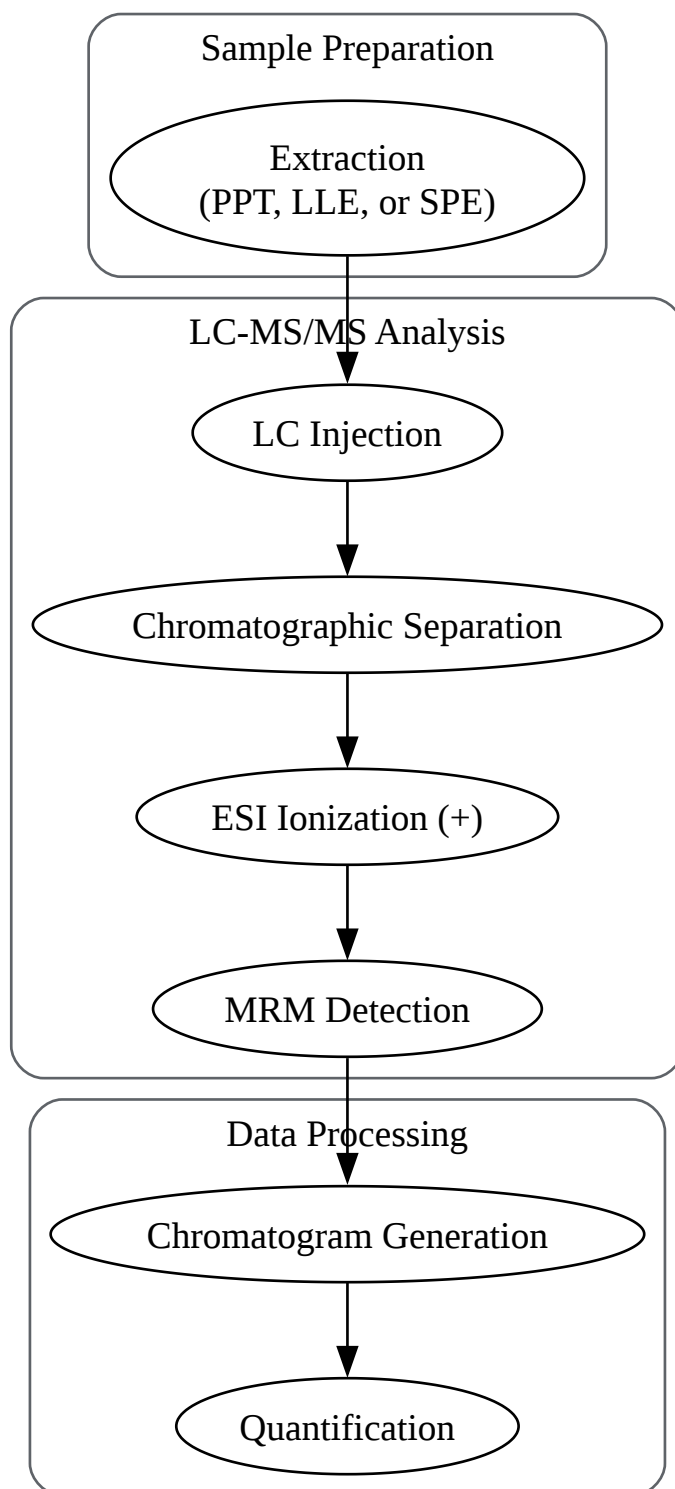 Sample Preparation
Extraction
(PPT, LLE, or SPE)
LC-MS/MS Analysis
LC Injection
Chromatographic Separation
ESI Ionization (+)
MRM Detection
Data Processing
Chromatogram Generation
Quantification